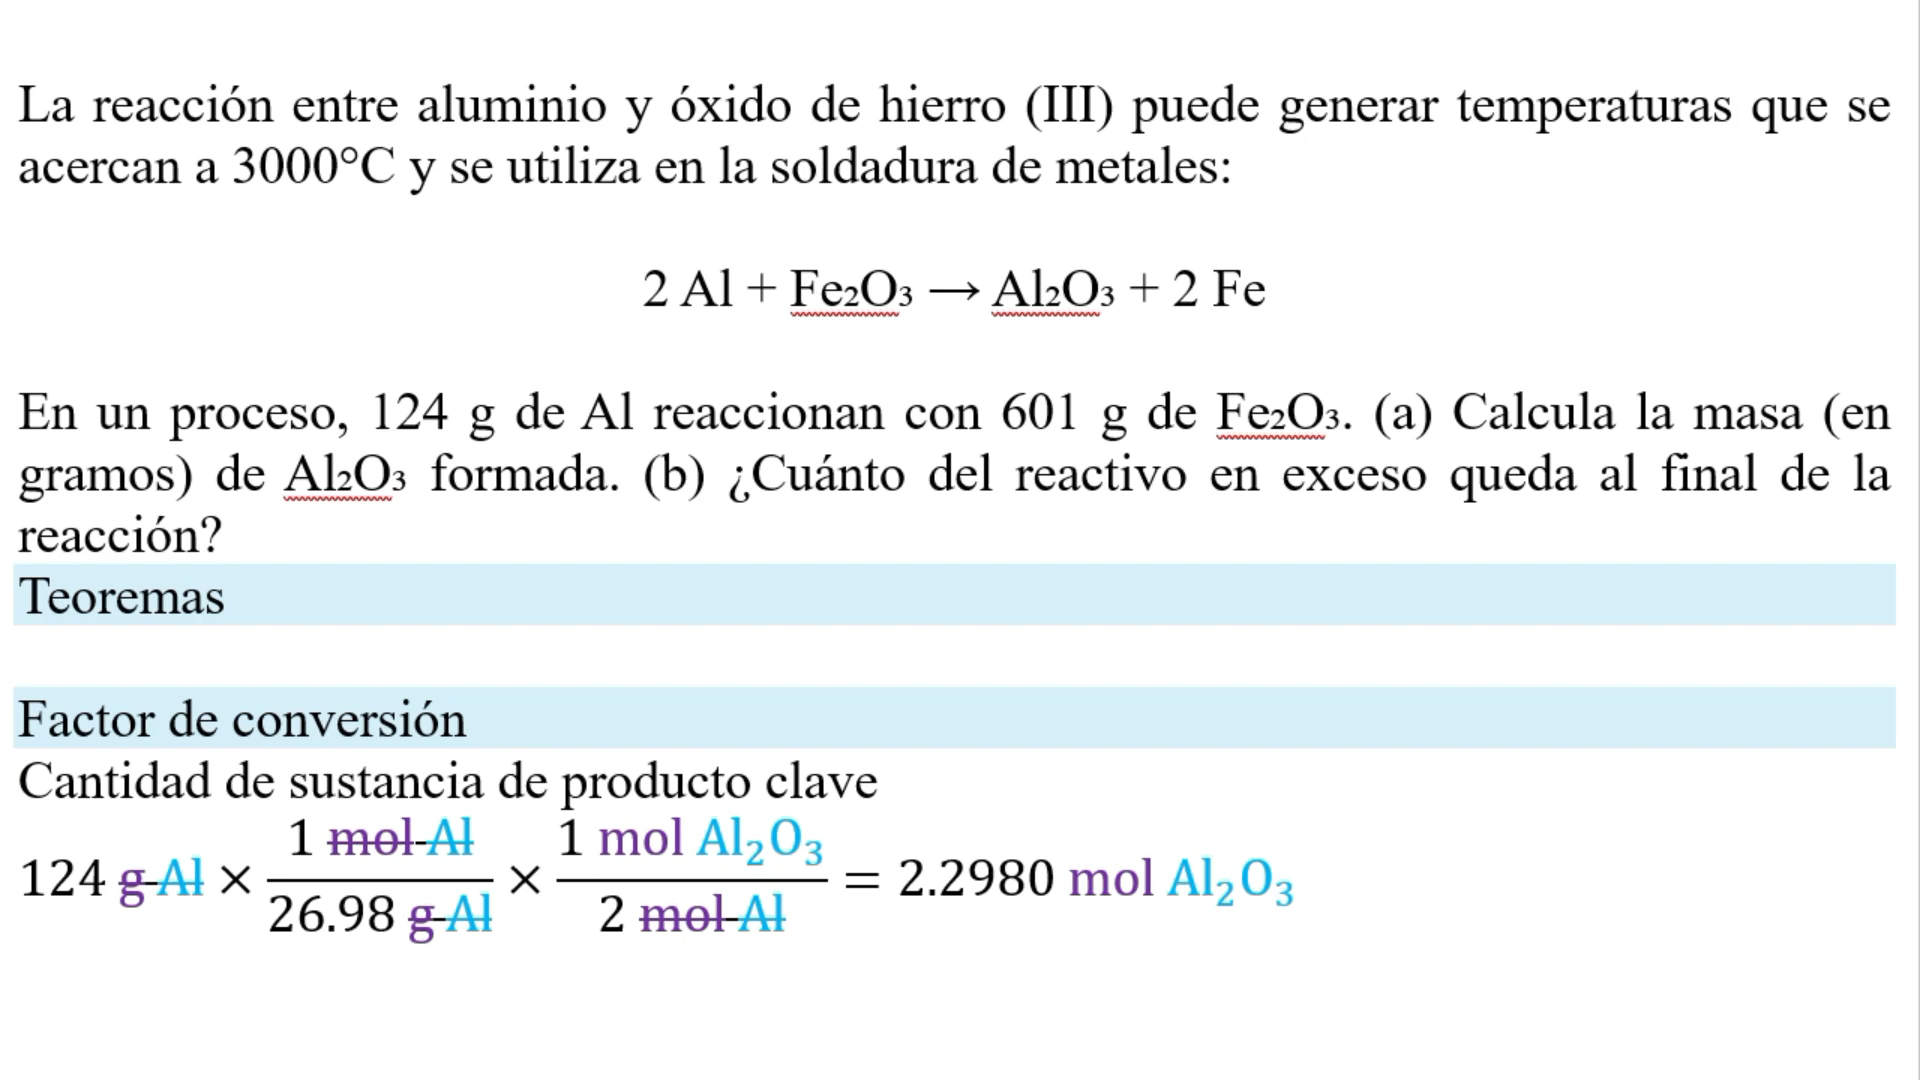 La reacción entre aluminio y óxido de hierro (III) puede generar temperaturas que se
acercan a 3000°C y se utiliza en la soldadura de metales:
2 Al + Fe₂O₃ → Al₂O₃ + 2 Fe
En un proceso, 124 g de Al reaccionan con 601 g de Fe₂O₃. (a) Calcula la masa (en
gramos) de Al₂O₃ formada. (b) ¿Cuánto del reactivo en exceso queda al final de la
reacción?
Teoremas
Factor de conversión
Cantidad de sustancia de producto clave
124 g Al × (1 mol Al / 26.98 g Al) × (1 mol Al₂O₃ / 2 mol Al) = 2.2980 mol Al₂O₃